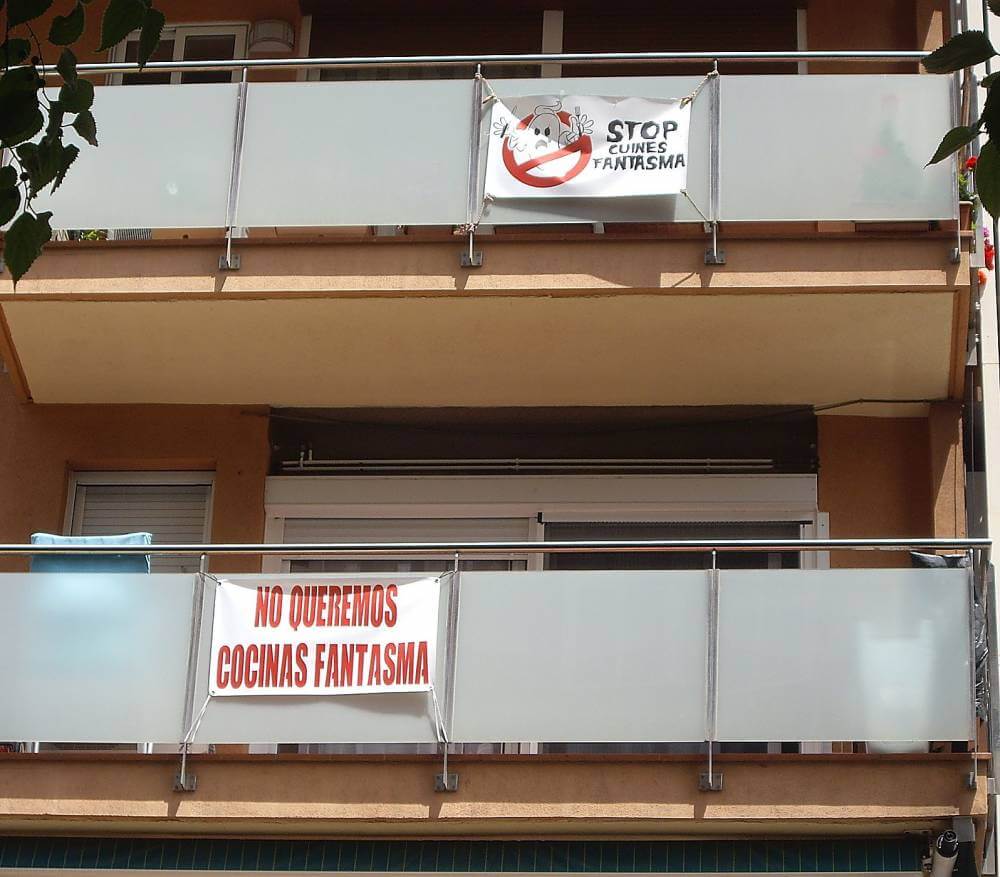 STOP
CUINES
FANTASMA
NO QUEREMOS
COCINAS FANTASMA